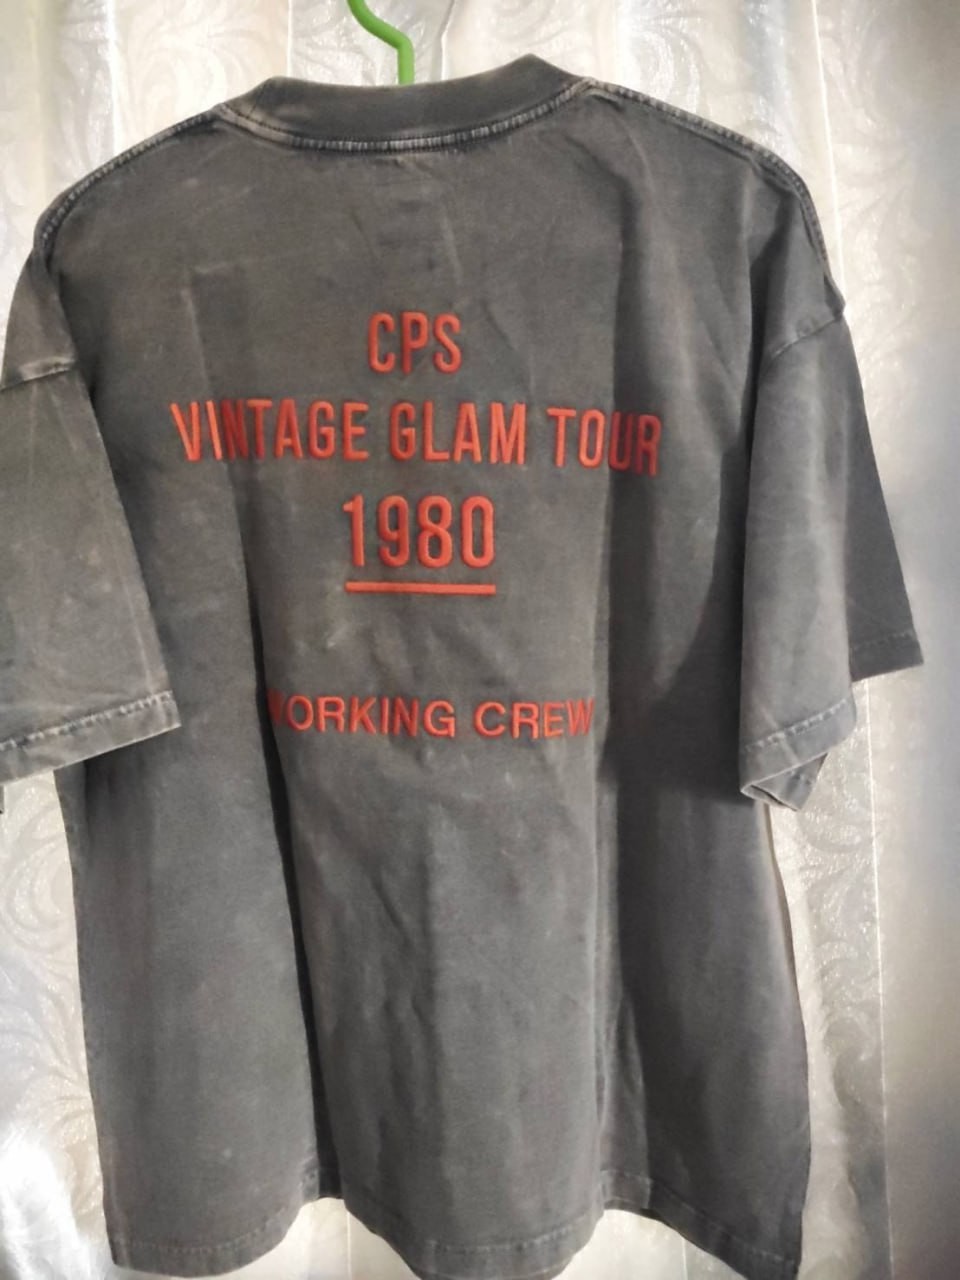 CPS
VINTAGE GLAM TOUR
1980
WORKING CREW